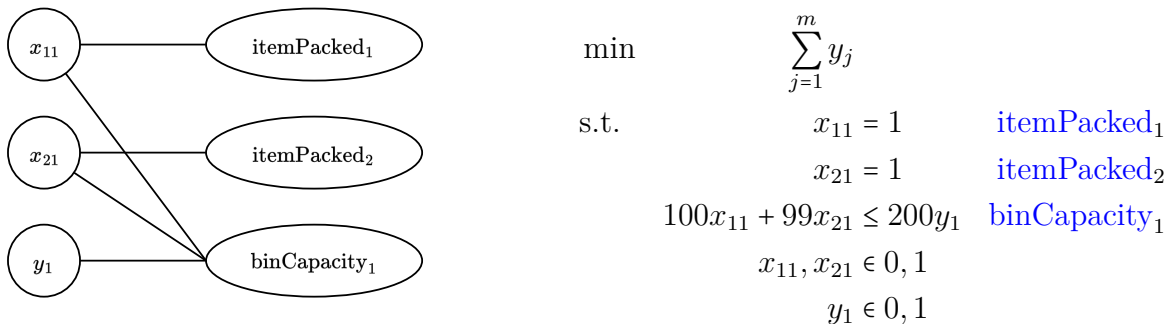 x₁₁ itemPacked₁
x₂₁ itemPacked₂
y₁ binCapacity₁
min ∑_{j=1}^{m} y_j
s.t. x₁₁ = 1 itemPacked₁
x₂₁ = 1 itemPacked₂
100x₁₁ + 99x₂₁ ≤ 200y₁ binCapacity₁
x₁₁, x₂₁ ∈ 0, 1
y₁ ∈ 0, 1